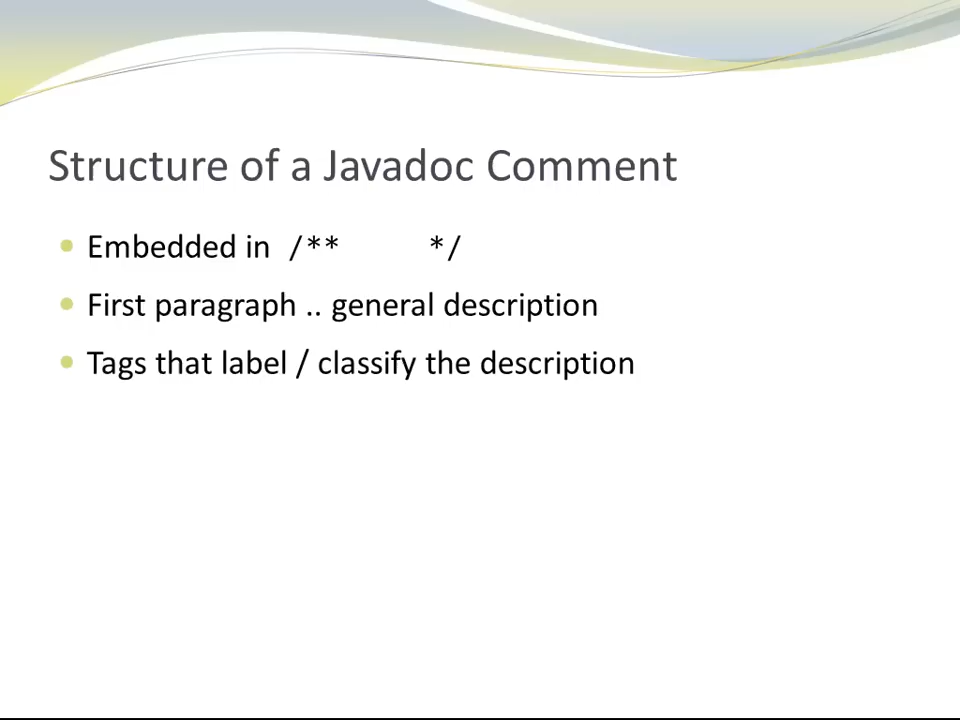 Structure of a Javadoc Comment
Embedded in /** */
First paragraph .. general description
Tags that label / classify the description